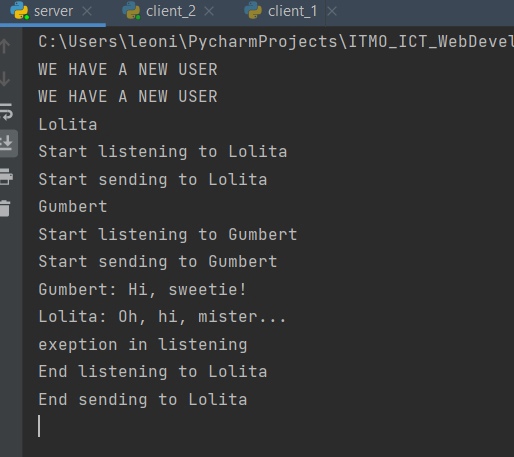 server client_2 client_1
C:\Users\leoni\PycharmProjects\ITMO_ICT_WebDevel
WE HAVE A NEW USER
WE HAVE A NEW USER
Lolita
Start listening to Lolita
Start sending to Lolita
Gumbert
Start listening to Gumbert
Start sending to Gumbert
Gumbert: Hi, sweetie!
Lolita: Oh, hi, mister...
exeption in listening
End listening to Lolita
End sending to Lolita